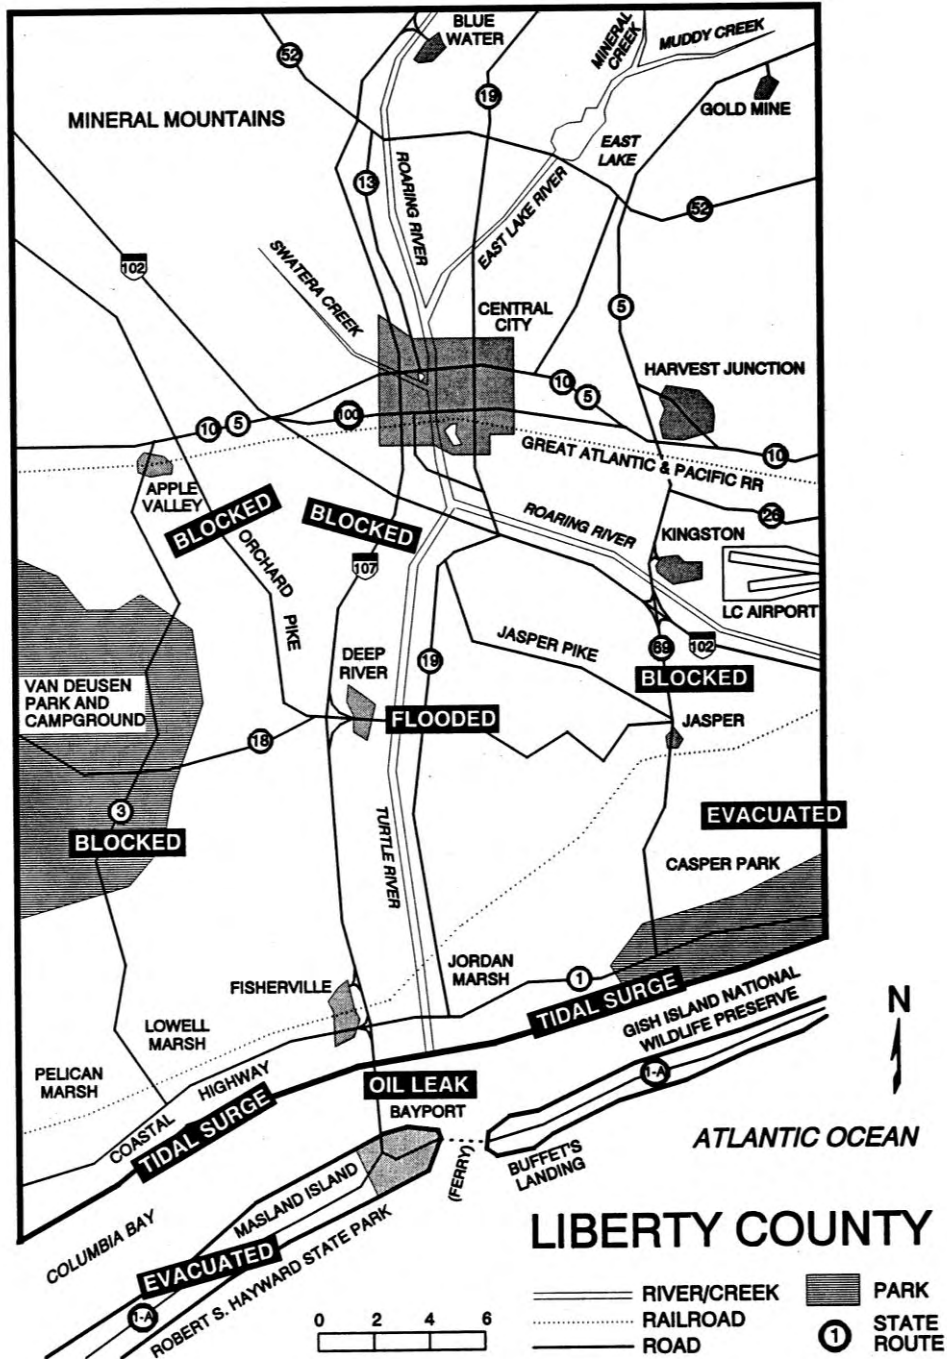 BLUE
WATER
52
MINERAL
CREEK
MUDDY CREEK
19
GOLD MINE
MINERAL MOUNTAINS
EAST
LAKE
13
ROARING RIVER
EAST LAKE RIVER
52
102
SWATERA CREEK
CENTRAL
CITY
5
HARVEST JUNCTION
10
5
100
10
5
10
GREAT ATLANTIC & PACIFIC RR
APPLE
VALLEY
BLOCKED
BLOCKED
ROARING RIVER
26
KINGSTON
ORCHARD
PIKE
107
LC AIRPORT
JASPER PIKE
69
102
DEEP
RIVER
19
BLOCKED
VAN DEUSEN
PARK AND
CAMPGROUND
FLOODED
JASPER
18
3
BLOCKED
TURTLE RIVER
EVACUATED
CASPER PARK
JORDAN
MARSH
1
FISHERVILLE
TIDAL SURGE
GISH ISLAND NATIONAL
WILDLIFE PRESERVE
N
LOWELL
MARSH
PELICAN
MARSH
COASTAL HIGHWAY
TIDAL SURGE
OIL LEAK
BAYPORT
1-A
(FERRY)
BUFFET'S
LANDING
ATLANTIC OCEAN
MASLAND ISLAND
COLUMBIA BAY
EVACUATED
1-A
ROBERT S. HAYWARD STATE PARK
LIBERTY COUNTY
0 2 4 6
RIVER/CREEK
RAILROAD
ROAD
PARK
1
STATE
ROUTE